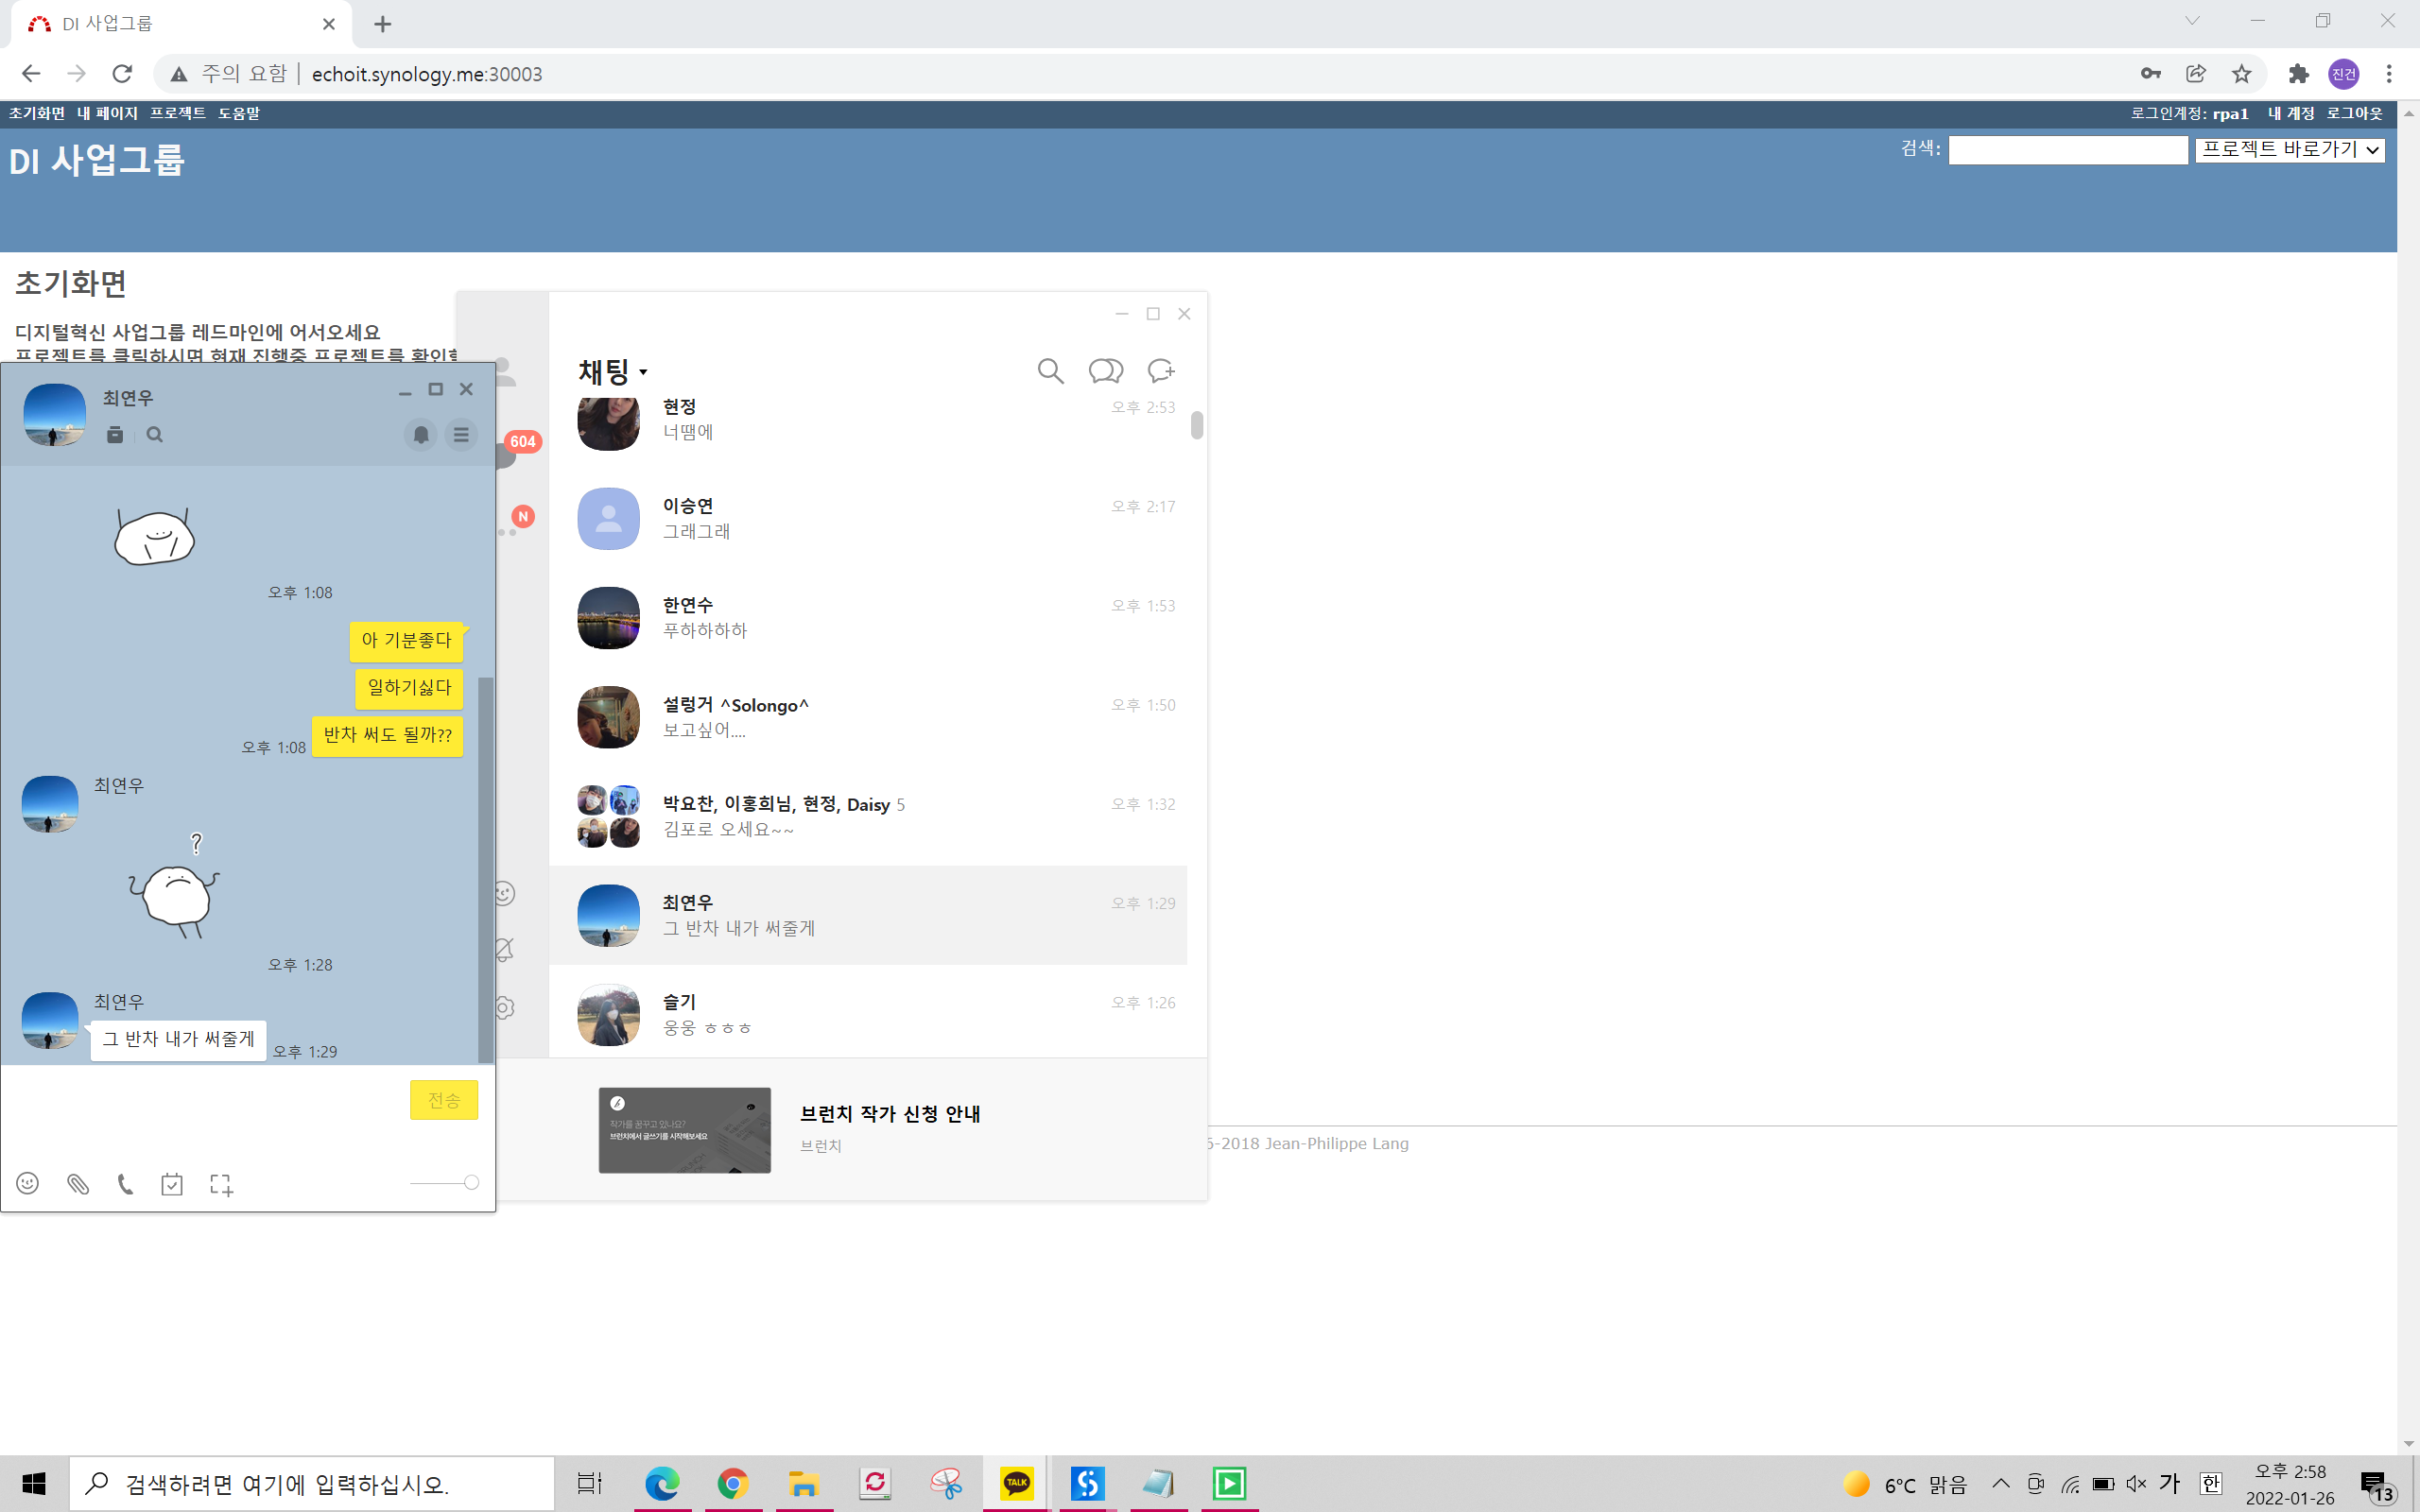 DI 사업그룹
주의 요함
echoit.synology.me:30003
진건
초기화면 내 페이지 프로젝트 도움말
로그인계정: rpa1 내 계정 로그아웃
DI 사업그룹
검색:
프로젝트 바로가기
초기화면
디지털혁신 사업그룹 레드마인에 어서오세요
프로젝트를 클릭하시면 현재 진행중 프로젝트를
최연우
오후 1:08
아 기분좋다
일하기싫다
반차 써도 될까??
오후 1:08
최연우
?
오후 1:28
최연우
그 반차 내가 써줄게
오후 1:29
전송
604
N
채팅
현정
오후 2:53
너땜에
이승연
오후 2:17
그래그래
한연수
오후 1:53
푸하하하하
설렁거 ^Solongo^
오후 1:50
보고싶어....
박요찬, 이홍희님, 현정, Daisy 5
오후 1:32
김포로 오세요~~
최연우
오후 1:29
그 반차 내가 써줄게
슬기
오후 1:26
웅웅 ㅎㅎㅎ
작가를 꿈꾸고 있나요?
브런치에서 글쓰기를 시작해보세요
브런치 작가 신청 안내
브런치
-2018 Jean-Philippe Lang
검색하려면 여기에 입력하십시오.
TALK
6°C 맑음
가
한
오후 2:58
2022-01-26
13